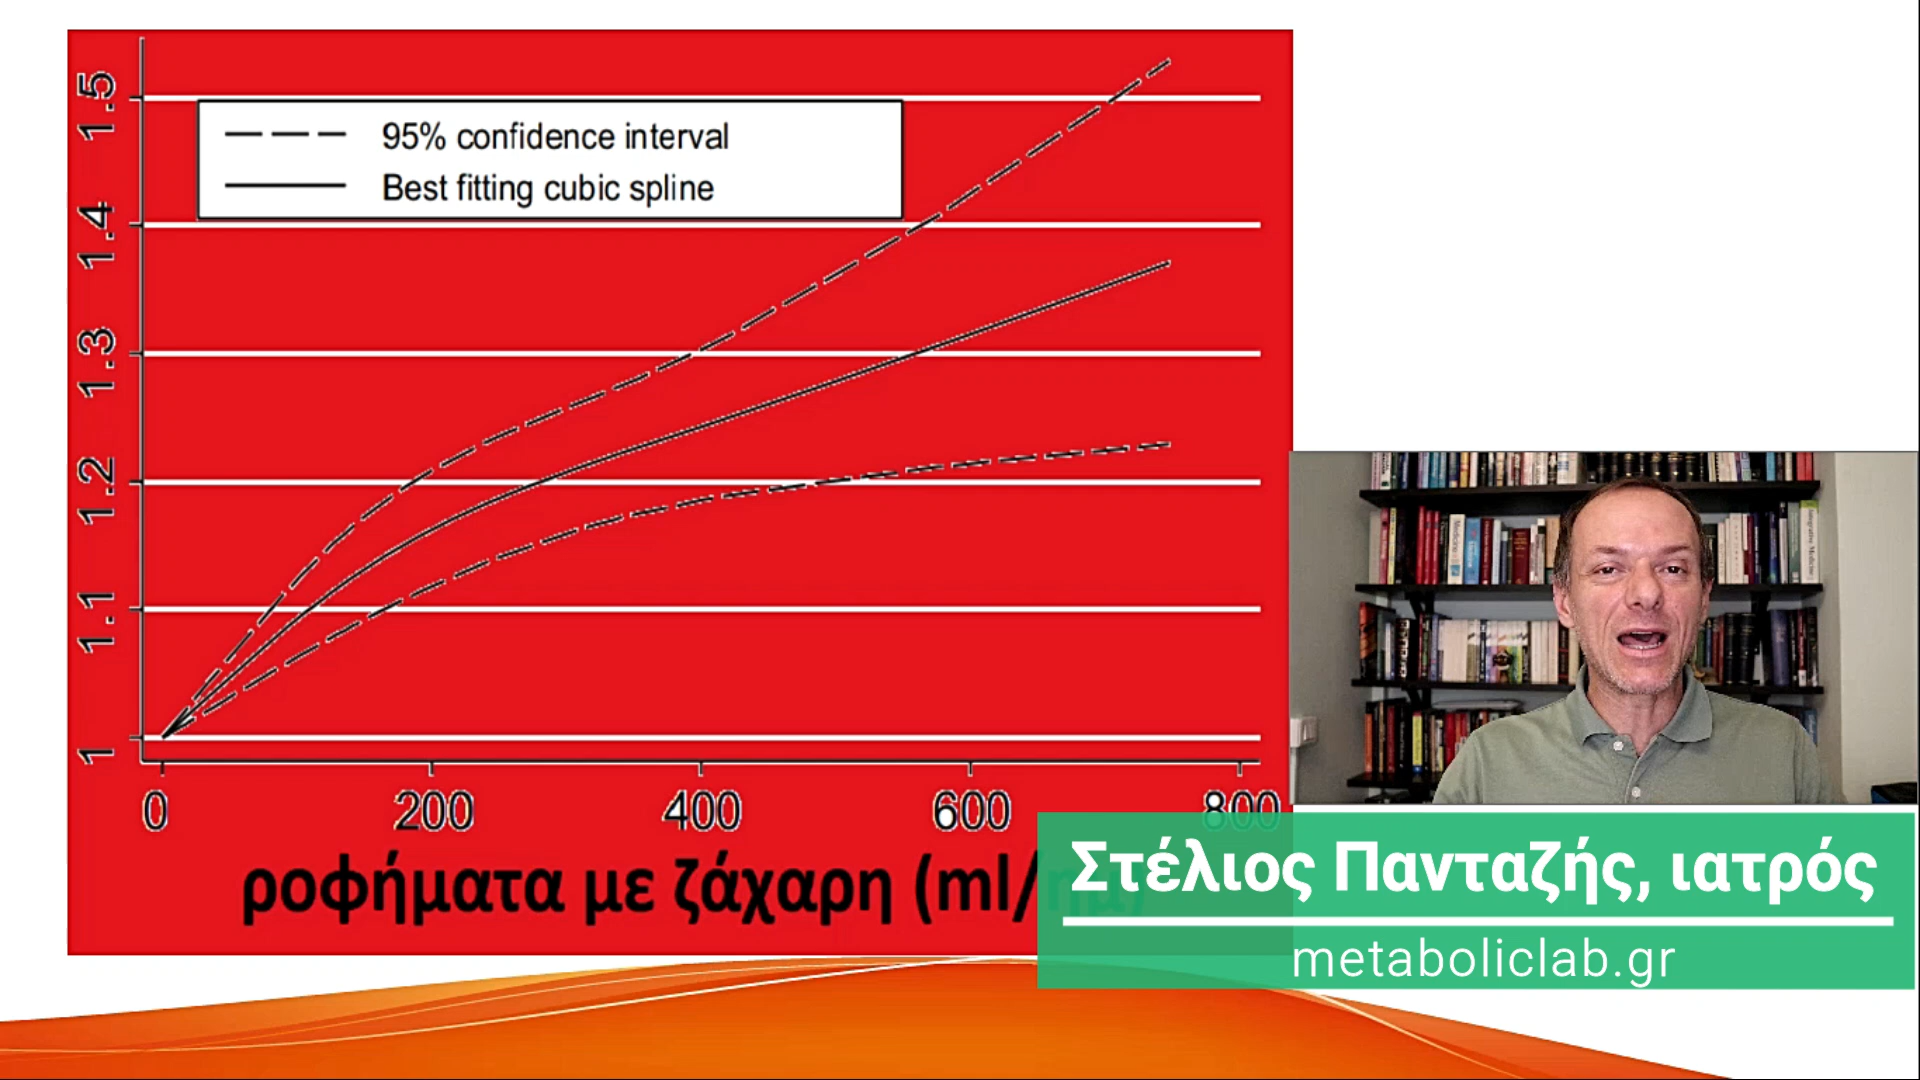 1.5
1.4
1.3
1.2
1.1
1
95% confidence interval
Best fitting cubic spline
0 200 400 600 800
ροφήματα με ζάχαρη (ml/ημ)
Στέλιος Πανταζής, ιατρός
metaboliclab.gr